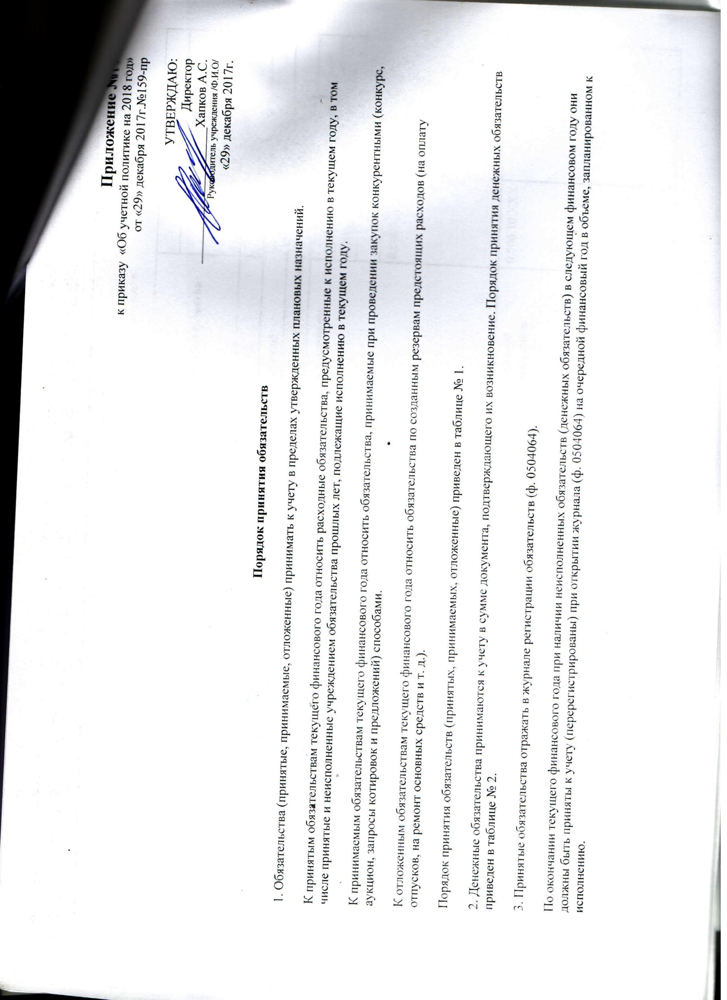 Приложение
к приказу «Об учетной политике на 2018 год»
от «29» декабря 2017г.№159-пр
УТВЕРЖДАЮ:
Директор
Хапков А.С.
Руководитель учреждения /Ф.И.О/
«29» декабря 2017г.
Порядок принятия обязательств
1. Обязательства (принятые, принимаемые, отложенные) принимать к учету в пределах утвержденных плановых назначений.
К принятым обязательствам текущего финансового года относить расходные обязательства, предусмотренные к исполнению в текущем году, в том
числе принятые и неисполненные учреждением обязательства прошлых лет, подлежащие исполнению в текущем году.
К принимаемым обязательствам текущего финансового года относить обязательства, принимаемые при проведении закупок конкурентными (конкурс,
аукцион, запросы котировок и предложений) способами.
К отложенным обязательствам текущего финансового года относить обязательства по созданным резервам предстоящих расходов (на оплату
отпусков, на ремонт основных средств и т. д.).
Порядок принятия обязательств (принятых, принимаемых, отложенные) приведен в таблице № 1.
2. Денежные обязательства принимаются к учету в сумме документа, подтверждающего их возникновение. Порядок принятия денежных обязательств
приведен в таблице № 2.
3. Принятые обязательства отражать в журнале регистрации обязательств (ф. 0504064).
По окончании текущего финансового года при наличии неисполненных обязательств (денежных обязательств) в следующем финансовом году они
должны быть приняты к учету (перерегистрированы) при открытии журнала (ф. 0504064) на очередной финансовый год в объеме, запланированном к
исполнению.